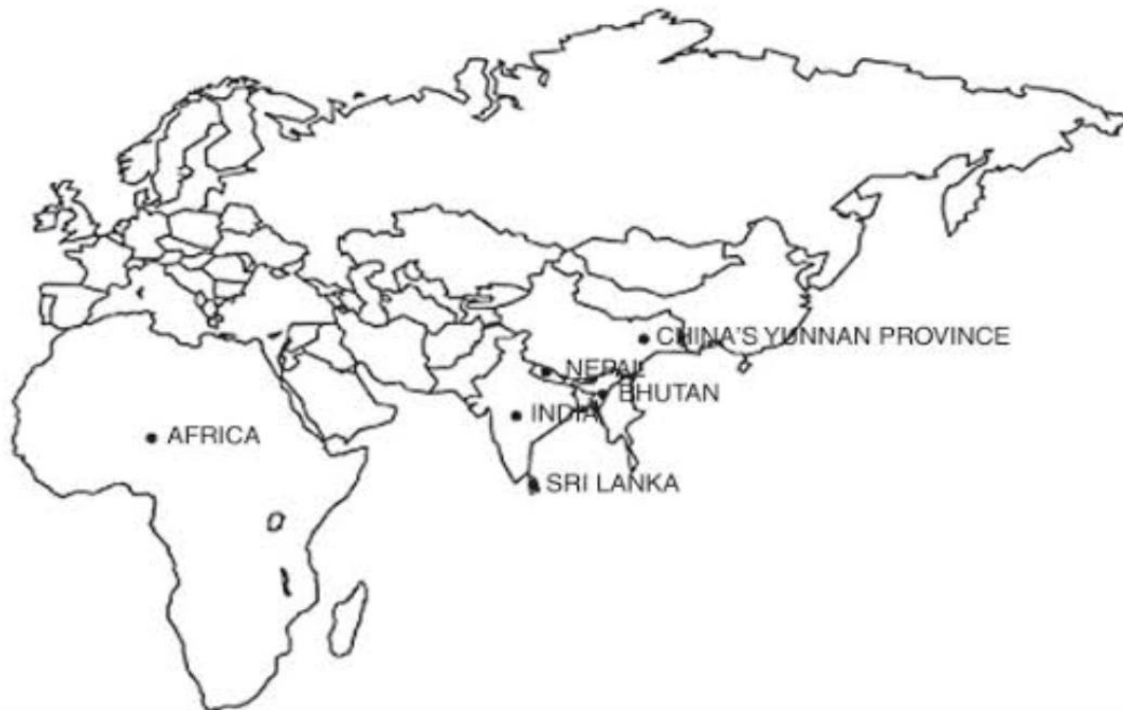 CHINA'S YUNNAN PROVINCE
NEPAL
BHUTAN
INDIA
AFRICA
SRI LANKA